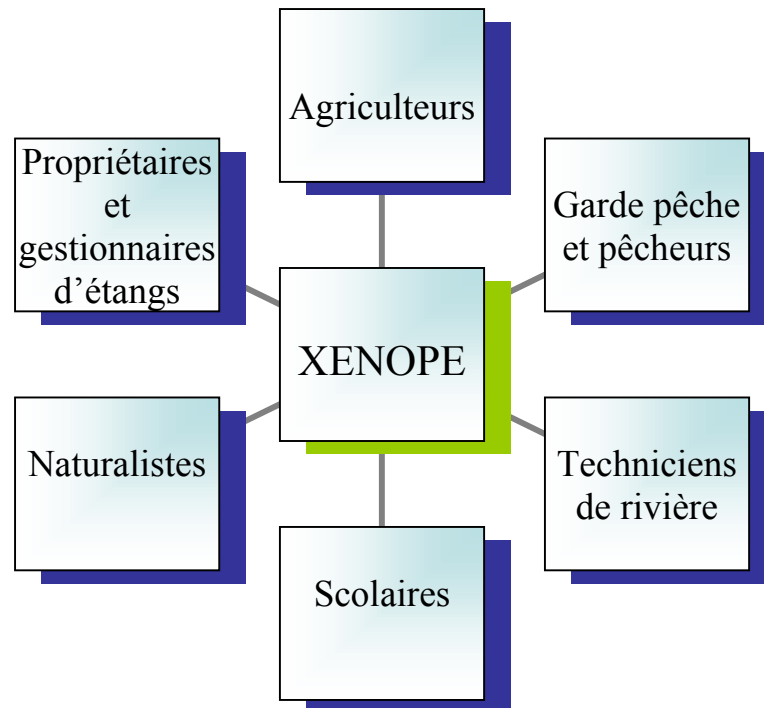 Agriculteurs
Propriétaires
et
gestionnaires
d’étangs
Garde pêche
et pêcheurs
XENOPE
Naturalistes
Techniciens
de rivière
Scolaires